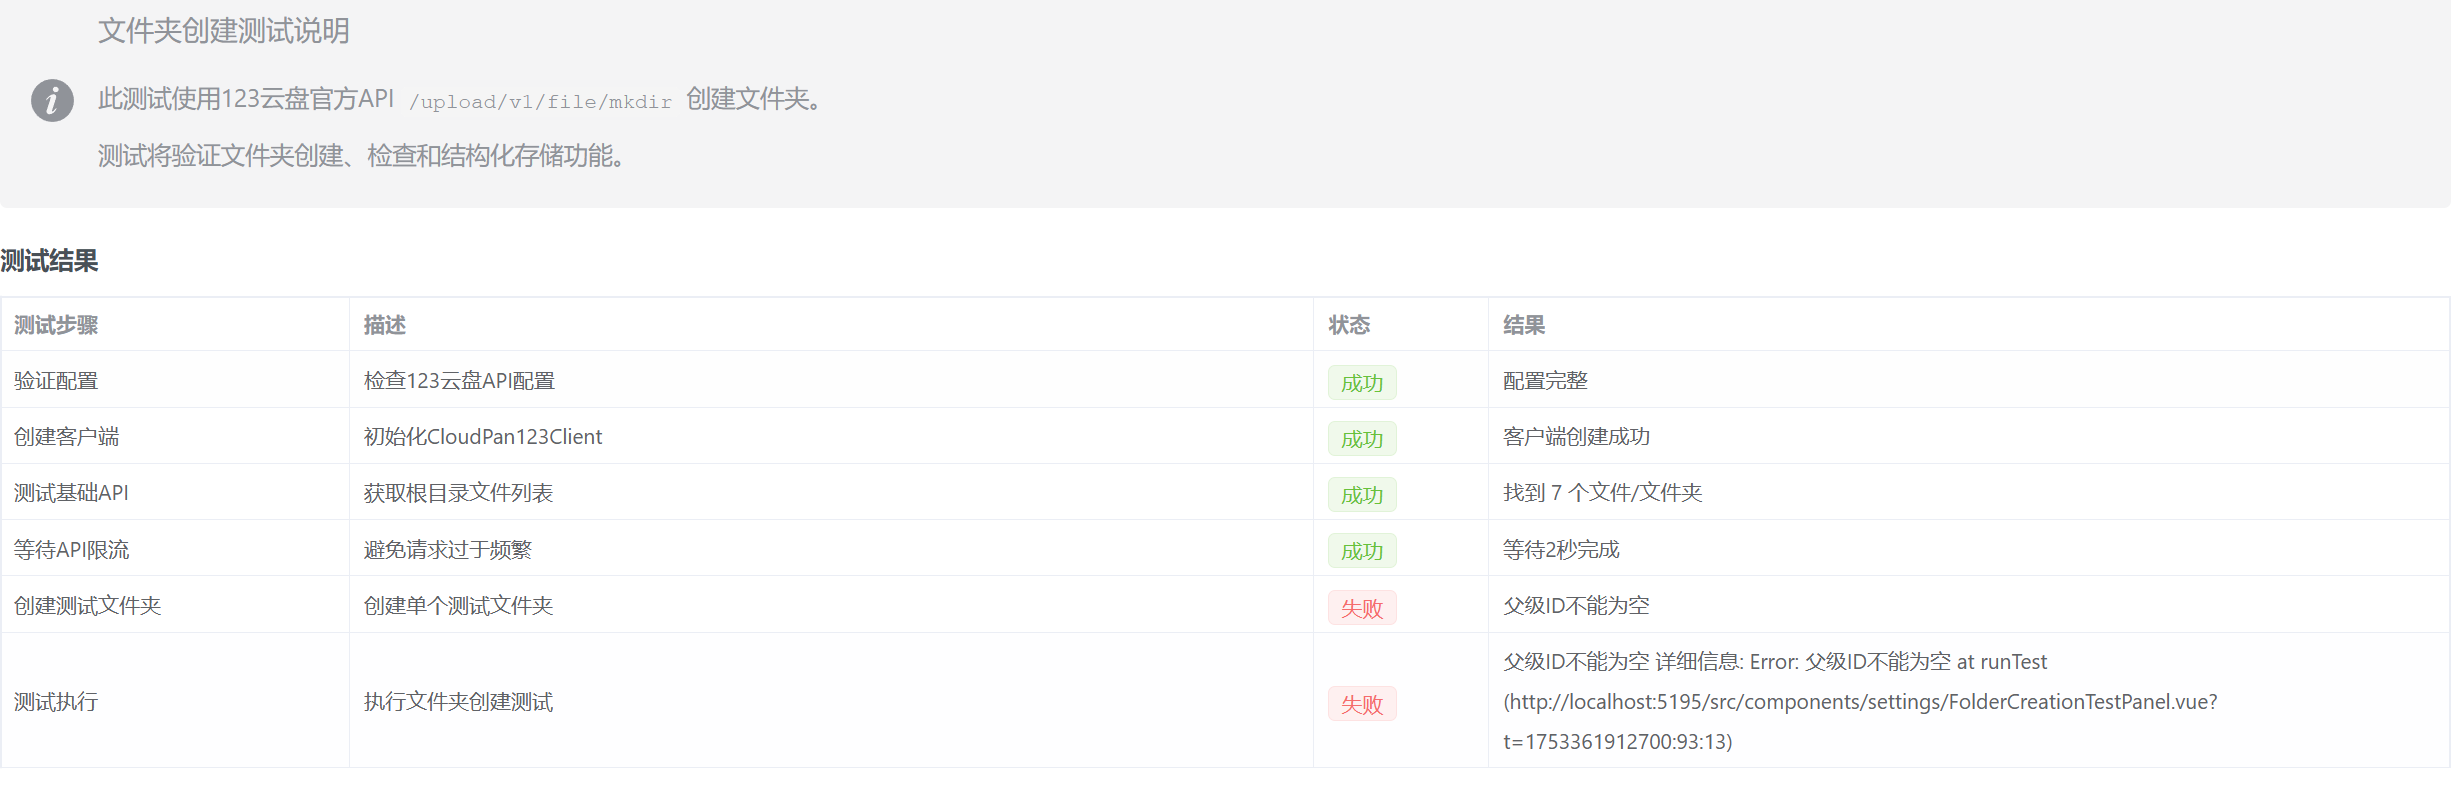 文件夹创建测试说明
此测试使用123云盘官方API /upload/v1/file/mkdir 创建文件夹。
测试将验证文件夹创建、检查和结构化存储功能。
测试结果
测试步骤 描述 状态 结果
验证配置 检查123云盘API配置 成功 配置完整
创建客户端 初始化CloudPan123Client 成功 客户端创建成功
测试基础API 获取根目录文件列表 成功 找到 7 个文件/文件夹
等待API限流 避免请求过于频繁 成功 等待2秒完成
创建测试文件夹 创建单个测试文件夹 失败 父级ID不能为空
测试执行 执行文件夹创建测试 失败 父级ID不能为空 详细信息: Error: 父级ID不能为空 at runTest
(http://localhost:5195/src/components/settings/FolderCreationTestPanel.vue?
t=1753361912700:93:13)